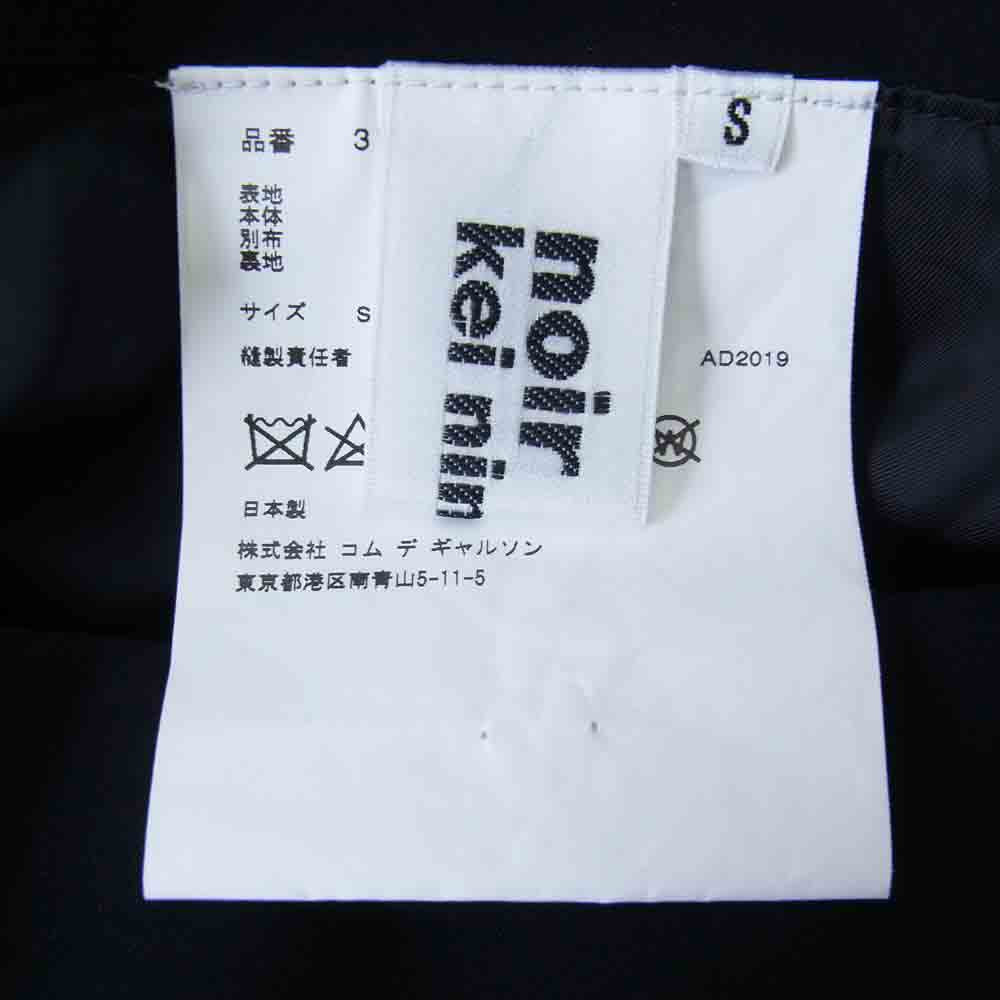 品番 3
表地
本体
別布
裏地
サイズ S
縫製責任者
AD2019
日本製
株式会社 コム デ ギャルソン
東京都港区南青山5-11-5
noir
kei nin
S